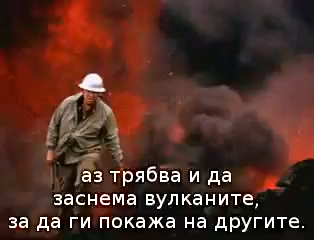 аз трябва и да
заснема вулканите,
за да ги покажа на другите.